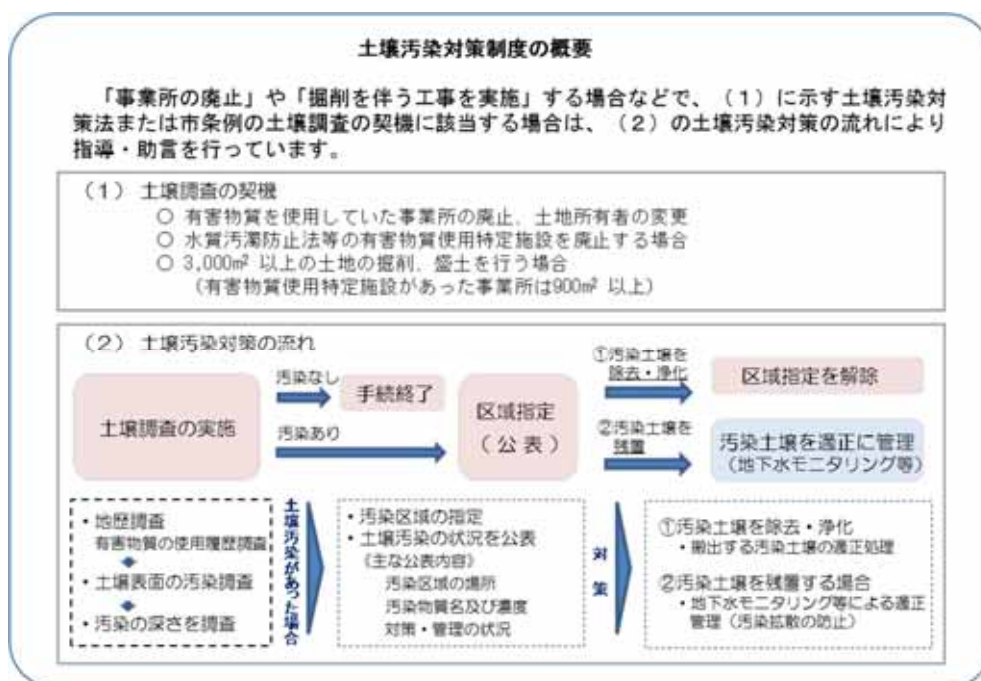 土壌汚染対策制度の概要
「事業所の廃止」や「掘削を伴う工事を実施」する場合などで、（１）に示す土壌汚染対
策法または市条例の土壌調査の契機に該当する場合は、（２）の土壌汚染対策の流れにより
指導・助言を行っています。
（１） 土壌調査の契機
○ 有害物質を使用していた事業所の廃止、土地所有者の変更
○ 水質汚濁防止法等の有害物質使用特定施設を廃止する場合
○ 3,000m² 以上の土地の掘削、盛土を行う場合
（有害物質使用特定施設があった事業所は900m² 以上）
（２） 土壌汚染対策の流れ
土壌調査の実施
汚染なし
手続終了
汚染あり
区域指定
（公表）
①汚染土壌を
除去・浄化
区域指定を解除
②汚染土壌を
残置
汚染土壌を適正に管理
（地下水モニタリング等）
・地歴調査
有害物質の使用履歴調査
・土壌表面の汚染調査
・汚染の深さを調査
土壌汚染があった場合
・汚染区域の指定
・土壌汚染の状況を公表
（主な公表内容）
汚染区域の場所
汚染物質名及び濃度
対策・管理の状況
対策
①汚染土壌を除去・浄化
・搬出する汚染土壌の適正処理
②汚染土壌を残置する場合
・地下水モニタリング等による適正
管理（汚染拡散の防止）